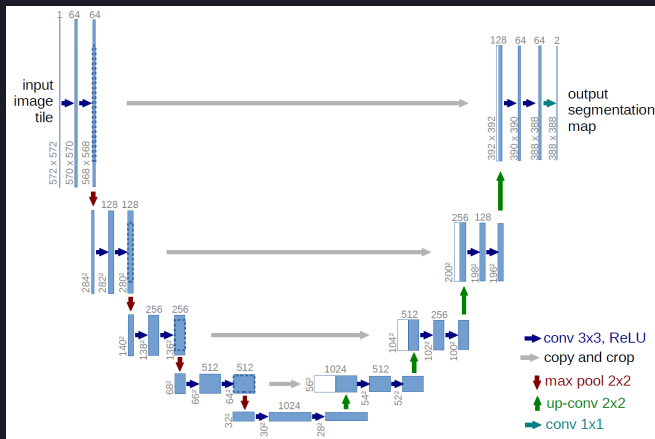 1 64 64
128 64 64 2
input
image
tile
output
segmentation
map
572 x 572
570 x 570
568 x 568
392 x 392
390 x 390
388 x 388
388 x 388
128 128
256 128
284²
282²
280²
200²
198²
196²
256 256
512 256
140²
138²
136²
104²
102²
100²
512 512
1024 512
68²
66²
64²
56²
54²
52²
1024
32²
30²
28²
conv 3x3, ReLU
copy and crop
max pool 2x2
up-conv 2x2
conv 1x1